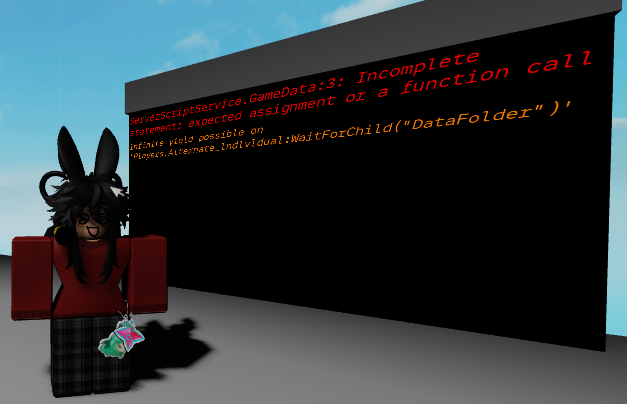 ServerScriptService.GameData:3: Incomplete
statement: expected assignment or a function call
Infinite yield possible on
'Players.Alternate_Individual:WaitForChild("DataFolder")'